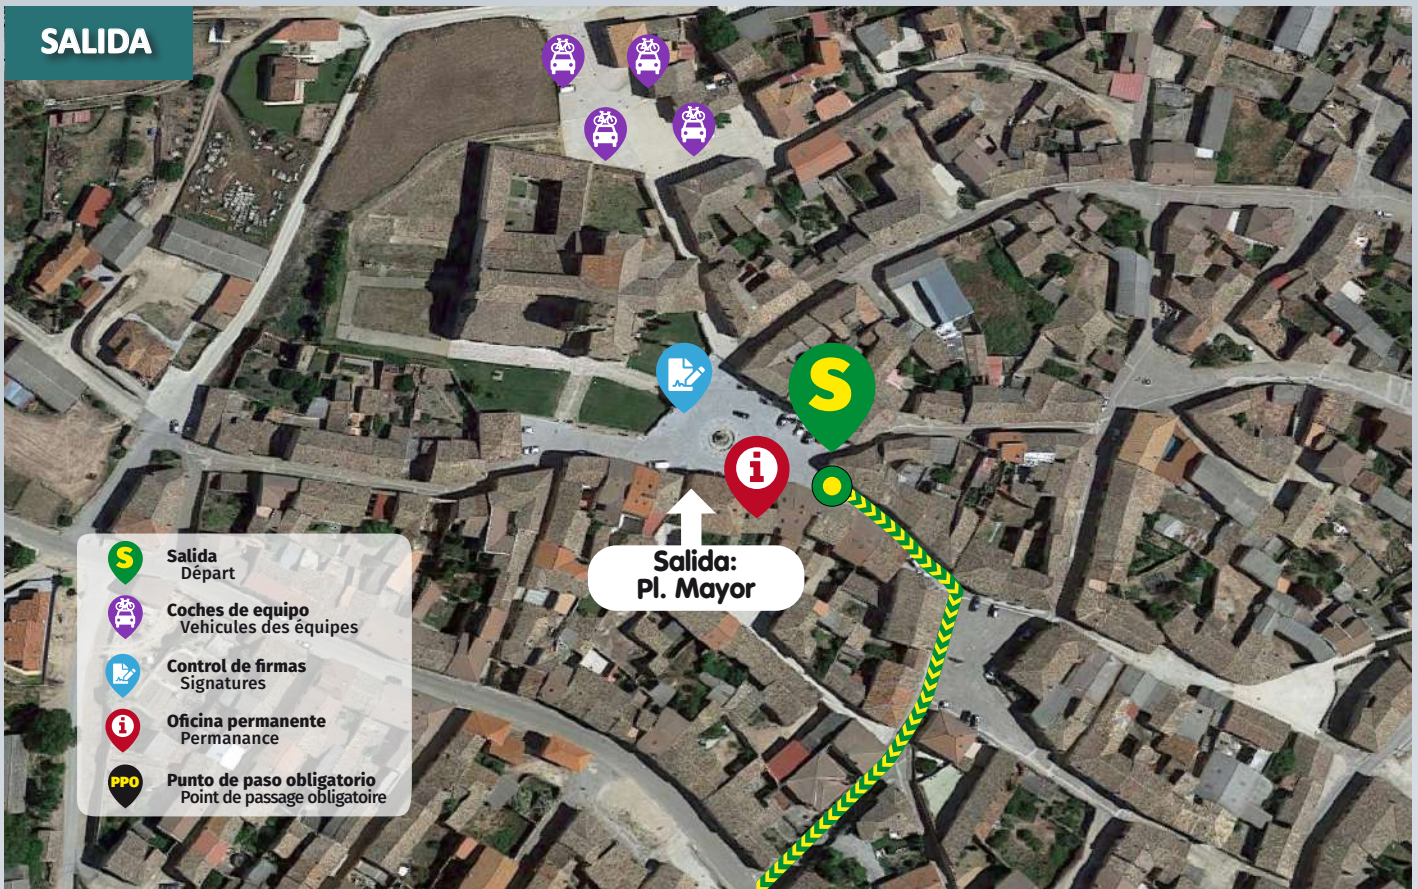 SALIDA
S
Salida:
Pl. Mayor
S
Salida
Départ
Coches de equipo
Vehicules des équipes
Control de firmas
Signatures
Oficina permanente
Permanance
PPO
Punto de paso obligatorio
Point de passage obligatoire